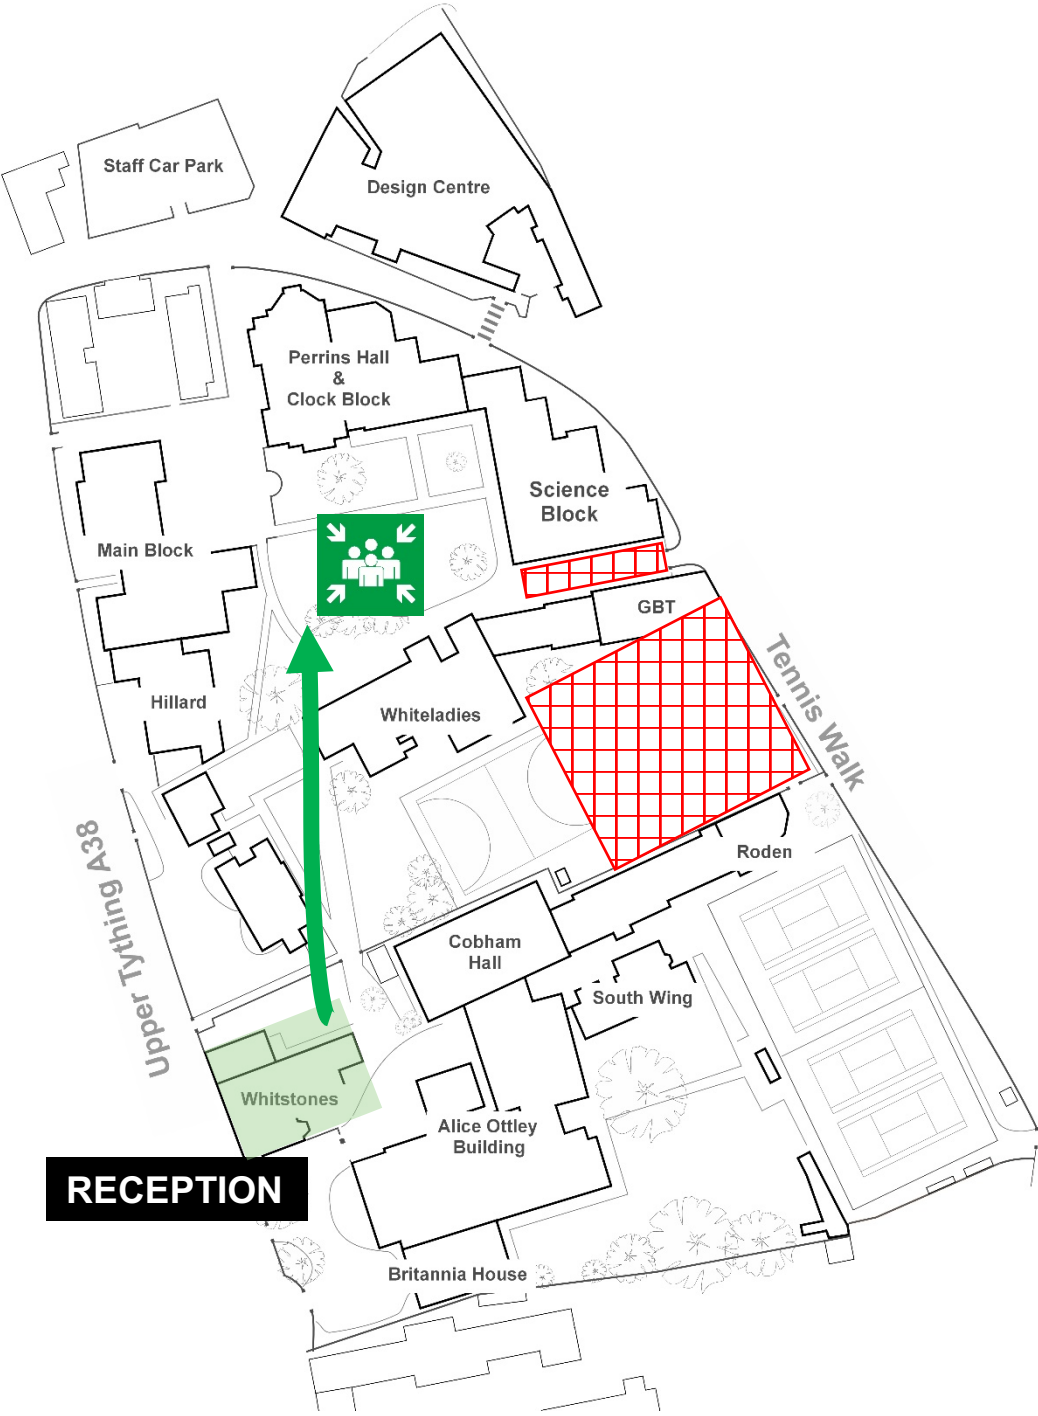 Staff Car Park
Design Centre
Perrins Hall
&
Clock Block
Science
Block
Main Block
GBT
Tennis Walk
Hillard
Whiteladies
Roden
Upper Tything A38
Cobham
Hall
South Wing
Whitstones
Alice Ottley
Building
RECEPTION
Britannia House